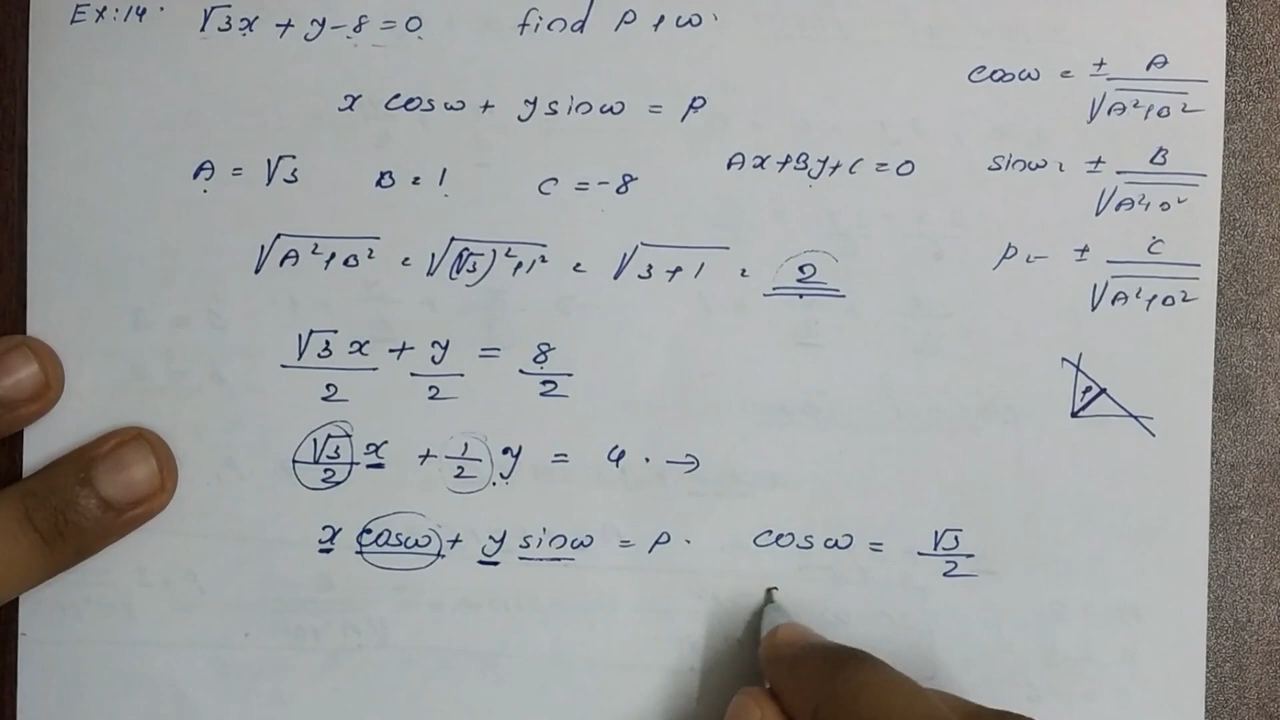 Ex:14. √3x + y - 8 = 0. find P & ω.
x cosω + y sinω = P
A = √3 B = 1 C = -8 Ax+By+C = 0
√A²+B² = √(√3)²+1² = √3+1 = 2
√3x/2 + y/2 = 8/2
√3/2 x + 1/2 y = 4. →
x cosω + y sinω = P. cosω = √3/2
cosω = ± A/√A²+B²
sinω = ± B/√A²+B²
P = ± C/√A²+B²
P